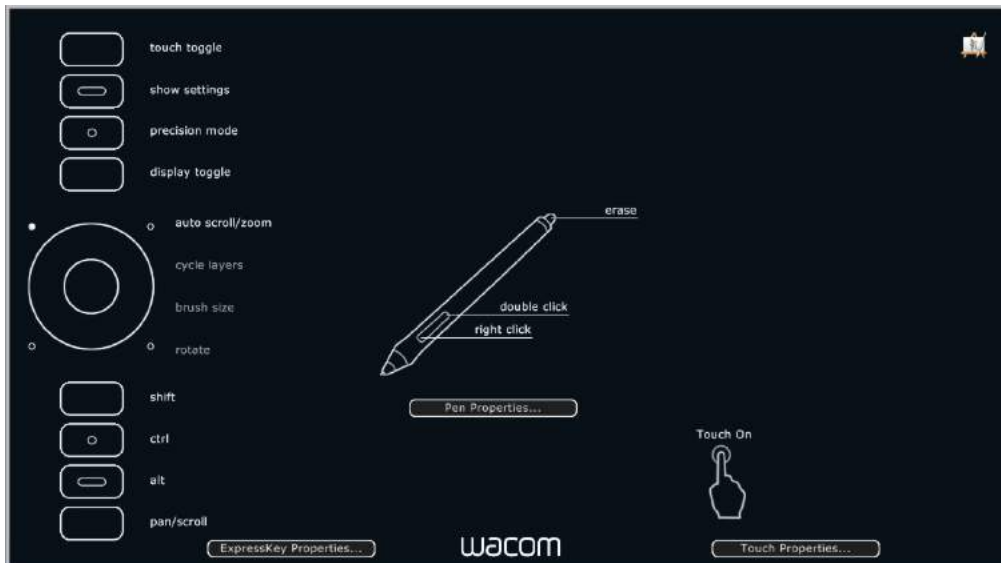 touch toggle
show settings
precision mode
display toggle
auto scroll/zoom
cycle layers
brush size
rotate
shift
ctrl
alt
pan/scroll
ExpressKey Properties...
erase
double click
right click
Pen Properties...
wacom
Touch On
Touch Properties...